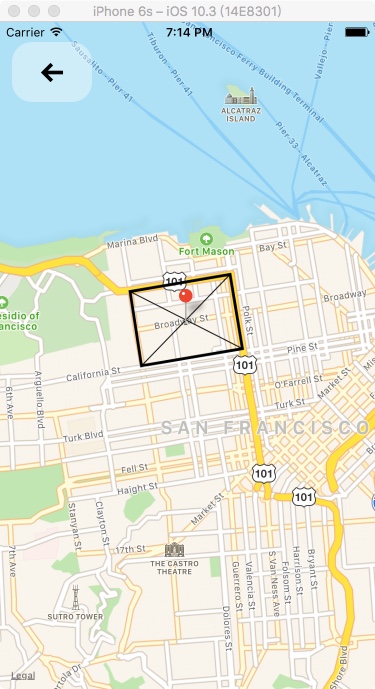 iPhone 6s – iOS 10.3 (14E8301)
Carrier 7:14 PM
Sausalito - Pier 41
Tiburon - Pier 41
San Francisco Ferry Building Terminal
Vallejo - Pier
ALCATRAZ
ISLAND
Pier 33 - Alcatraz
Marina Blvd
Fort Mason
Bay St
101
esidio of
ancisco
Broadway St
Polk St
Broadway
Pine St
California St
101
Arguello Blvd
6th Ave
O'Farrell St
Market St
Turk St
SAN FRANCISCO
Turk Blvd
Fell St
101
Haight St
101
Market St
Stanyan St
Clayton St
17th St
THE CASTRO
THEATRE
7th Ave
Guerrero St
Valencia St
S Van Ness Ave
Folsom St
Harrison St
Bryant St
SUTRO TOWER
Dolores St
Legal
rtola Dr
Shore Blvd